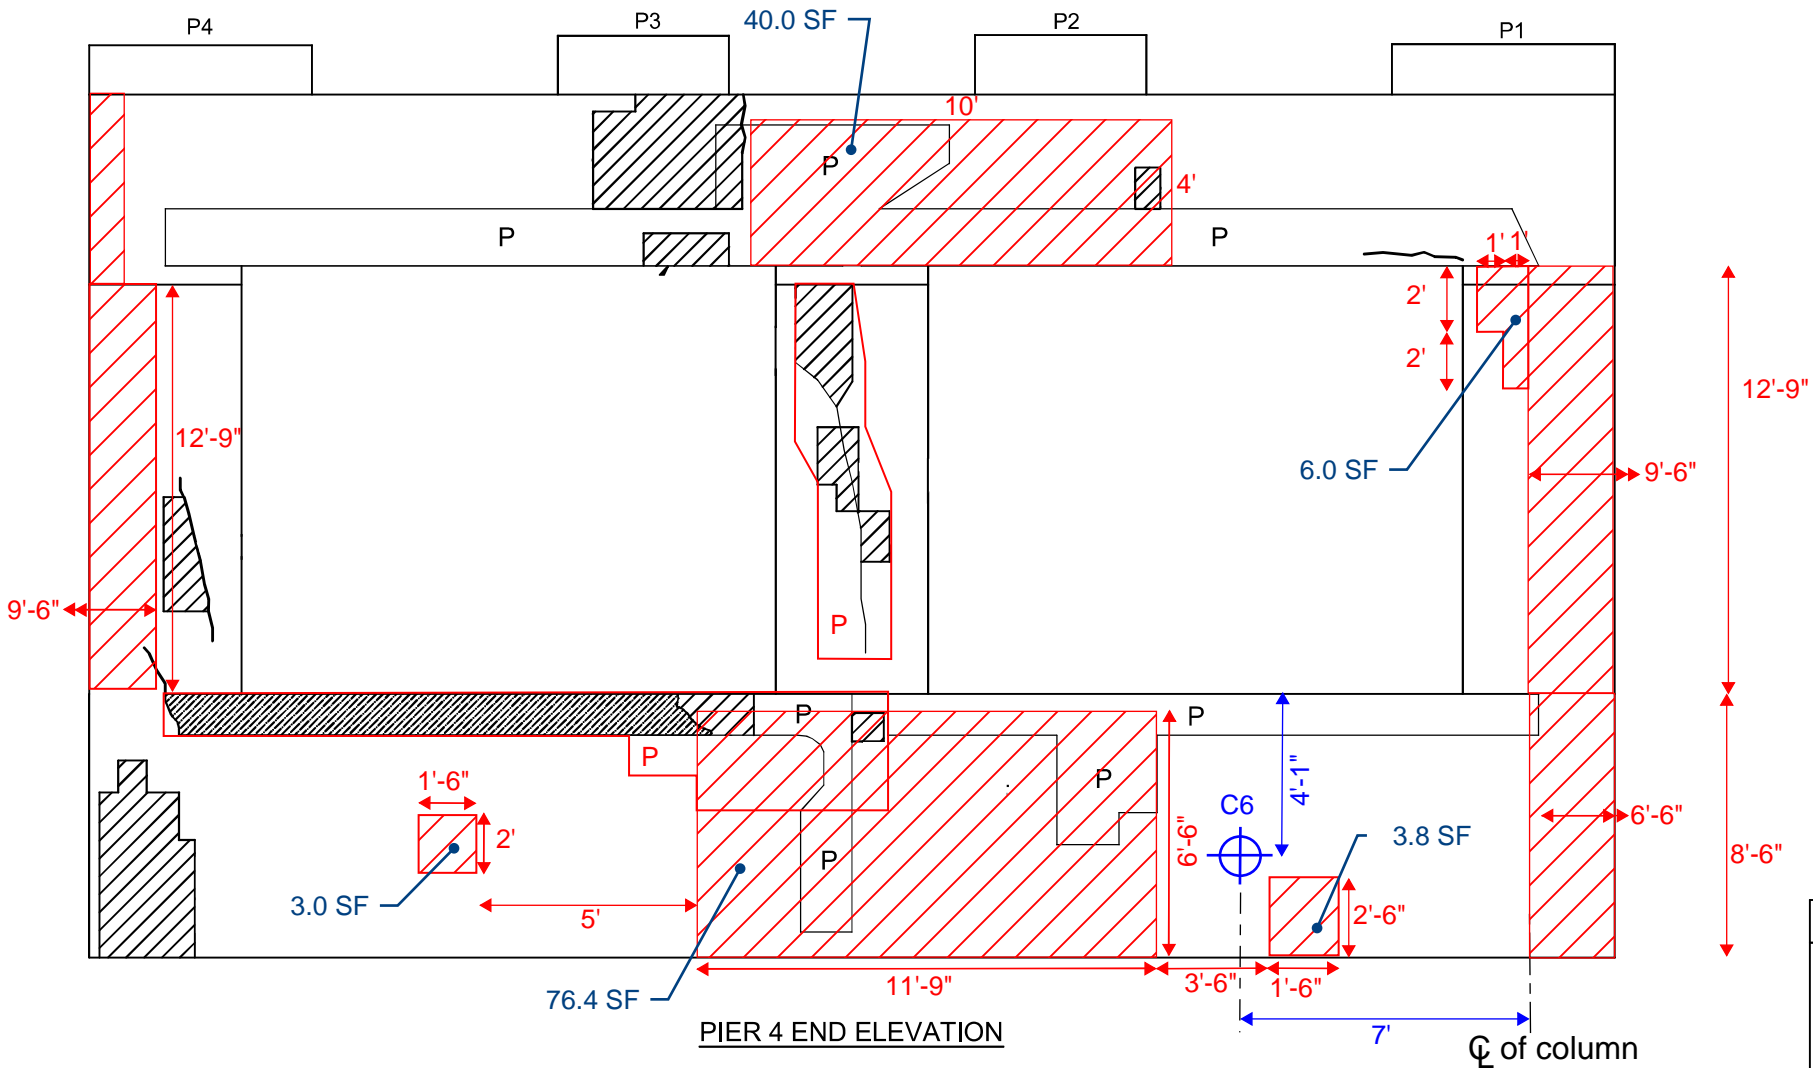 P4
P3
40.0 SF
P2
P1
10'
P
4'
P
P
1' 1'
2'
2'
12'-9"
12'-9"
6.0 SF
9'-6"
9'-6"
P
P
P
P
P
1'-6"
2'
4'-1"
C6
6'-6"
3.8 SF
6'-6"
8'-6"
P
3.0 SF
5'
2'-6"
76.4 SF
11'-9"
3'-6"
1'-6"
PIER 4 END ELEVATION
7'
℄ of column